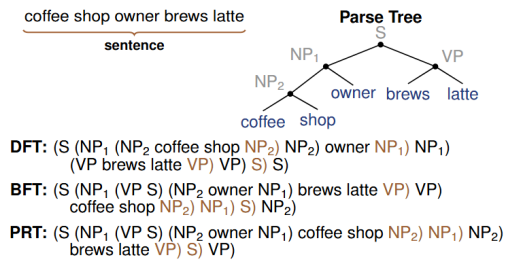 coffee shop owner brews latte
sentence
Parse Tree
S
NP₁
VP
NP₂
owner brews latte
coffee shop
DFT: (S (NP₁ (NP₂ coffee shop NP₂) NP₂) owner NP₁) NP₁)
(VP brews latte VP) VP) S) S)
BFT: (S (NP₁ (VP S) (NP₂ owner NP₁) brews latte VP) VP)
coffee shop NP₂) NP₁) S) NP₂)
PRT: (S (NP₁ (VP S) (NP₂ owner NP₁) coffee shop NP₂) NP₁) NP₂)
brews latte VP) S) VP)